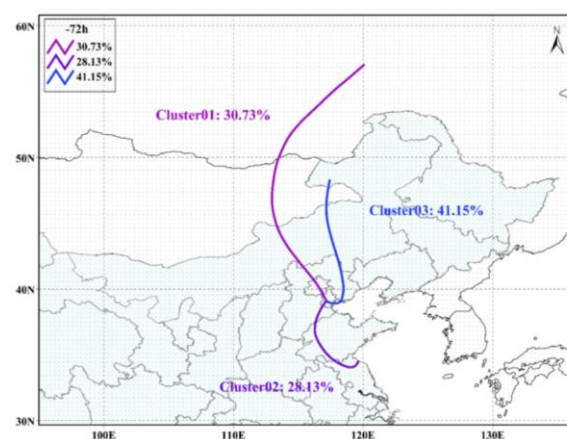 -72h
30.73%
28.13%
41.15%
N
60N
50N
40N
30N
Cluster01: 30.73%
Cluster03: 41.15%
Cluster02: 28.13%
100E
110E
120E
130E